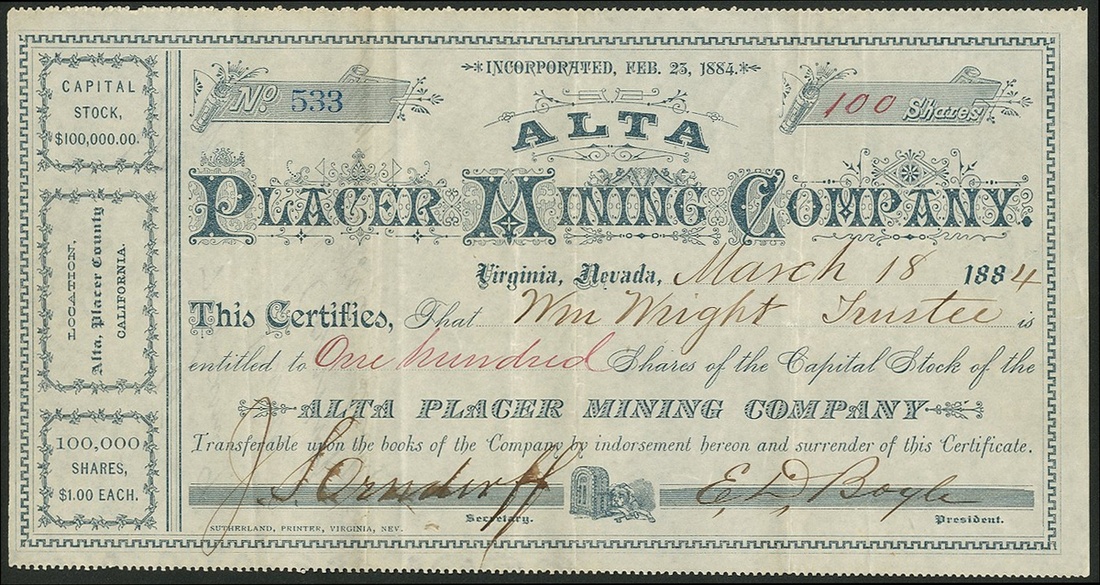 INCORPORATED, FEB. 23, 1884.
No. 533
100 Shares
ALTA
PLACER MINING COMPANY.
Virginia, Nevada, March 18 1884
This Certifies, That Wm Wright Trustee is
entitled to One hundred Shares of the Capital Stock of the
ALTA PLACER MINING COMPANY
Transferable upon the books of the Company by indorsement hereon and surrender of this Certificate.
J. S. Orndorff
E D Boyle
Secretary.
President.
SUTHERLAND, PRINTER, VIRGINIA, NEV.
CAPITAL
STOCK,
$100,000.00.
LOCATION,
Alta, Placer County
CALIFORNIA.
100,000
SHARES,
$1.00 EACH.